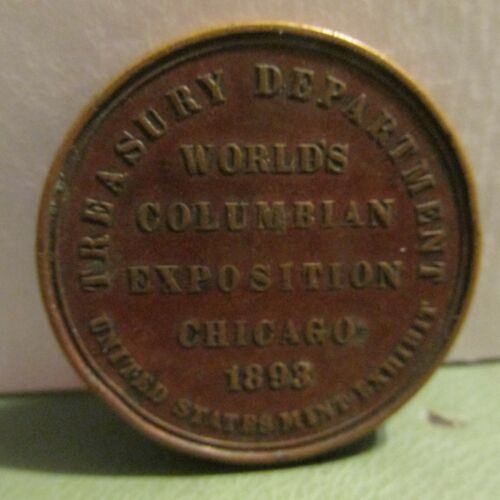 TREASURY DEPARTMENT
WORLD'S
COLUMBIAN
EXPOSITION
CHICAGO
1893
UNITED STATES MINT EXHIBIT